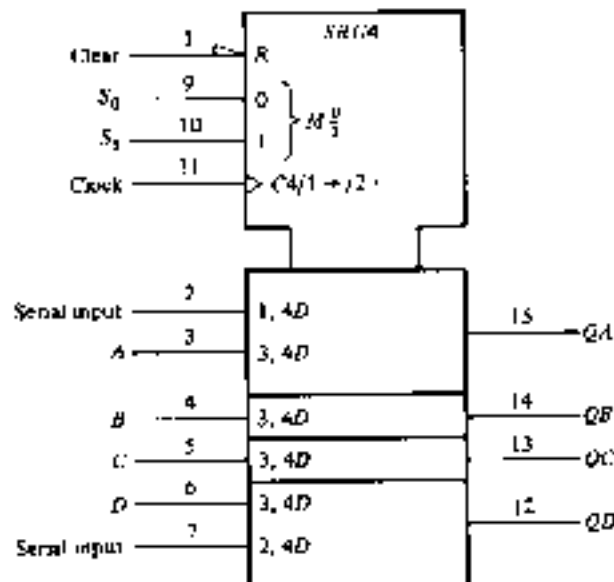 SRG4
Clear 1 R
S0 9 0
S1 10 1
M 0 3
Clock 11 C4/1 → /2
Serial input 2 1, 4D
15 QA
A 3 3, 4D
B 4 3, 4D 14 QB
C 5 3, 4D 13 QC
D 6 3, 4D 12 QD
Serial input 7 2, 4D